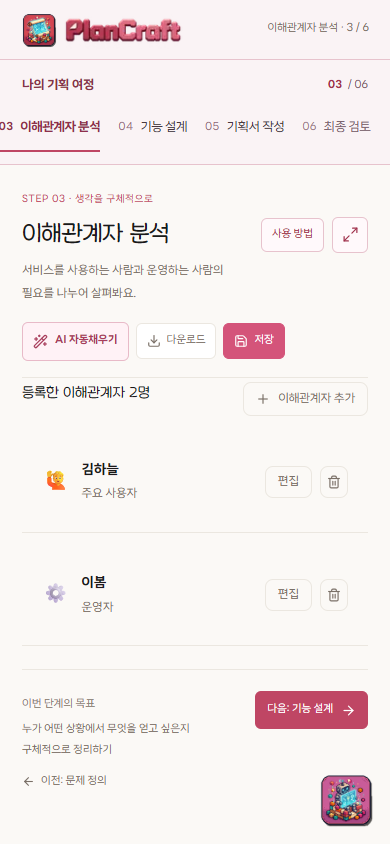 PlanCraft
이해관계자 분석 · 3 / 6
나의 기획 여정
03 / 06
03 이해관계자 분석
04 기능 설계
05 기획서 작성
06 최종 검토
STEP 03 · 생각을 구체적으로
이해관계자 분석
사용 방법
서비스를 사용하는 사람과 운영하는 사람의
필요를 나누어 살펴봐요.
AI 자동채우기
다운로드
저장
등록한 이해관계자 2명
이해관계자 추가
김하늘
주요 사용자
편집
이봄
운영자
편집
이번 단계의 목표
누가 어떤 상황에서 무엇을 얻고 싶은지
구체적으로 정리하기
다음: 기능 설계
이전: 문제 정의